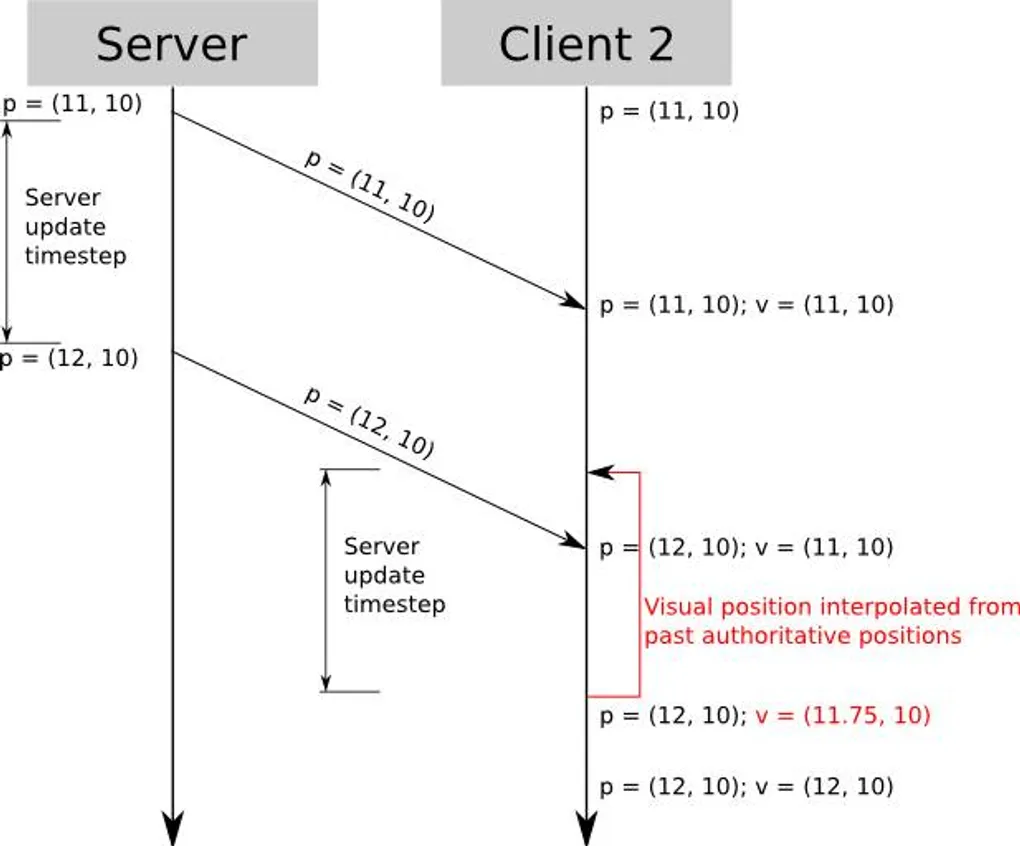 Server
Client 2
p = (11, 10)
p = (11, 10)
p = (11, 10)
Server
update
timestep
p = (11, 10); v = (11, 10)
p = (12, 10)
p = (12, 10)
p = (12, 10); v = (11, 10)
Server
update
timestep
Visual position interpolated from
past authoritative positions
p = (12, 10); v = (11.75, 10)
p = (12, 10); v = (12, 10)